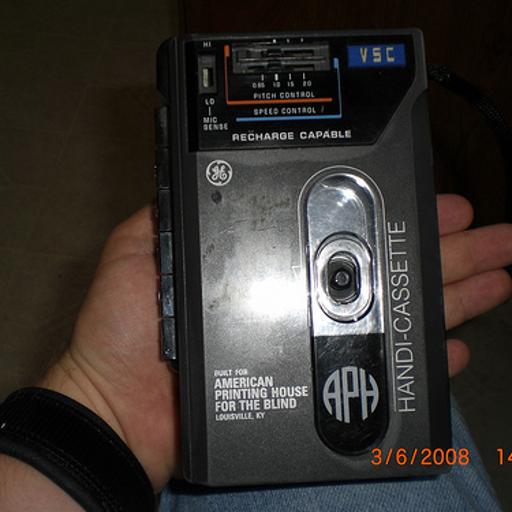 HI
VSC
0.85 1.0 1.5 2.0
PITCH CONTROL
LO
SPEED CONTROL
MIC
SENSE
RECHARGE CAPABLE
GE
HANDI-CASSETTE
BUILT FOR
AMERICAN
PRINTING HOUSE
FOR THE BLIND
LOUISVILLE, KY
APH
3/6/2008 14